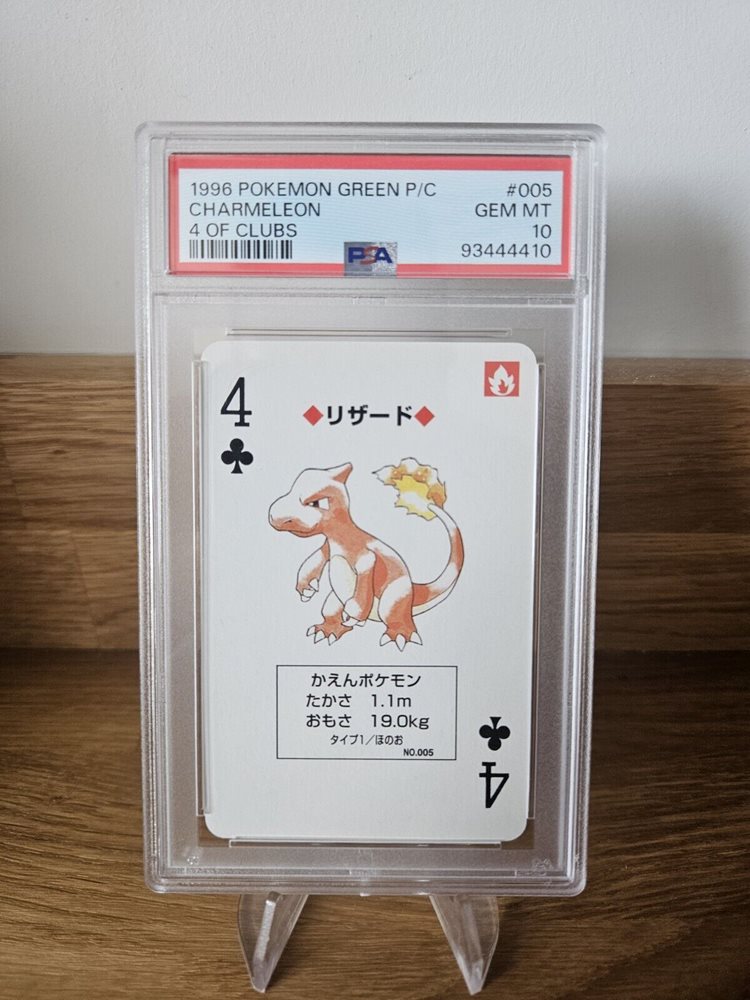 1996 POKEMON GREEN P/C #005
CHARMELEON GEM MT
4 OF CLUBS 10
PSA 93444410
4
◆リザード◆
かえんポケモン
たかさ 1.1m
おもさ 19.0kg
タイプ1/ほのお
NO.005
4